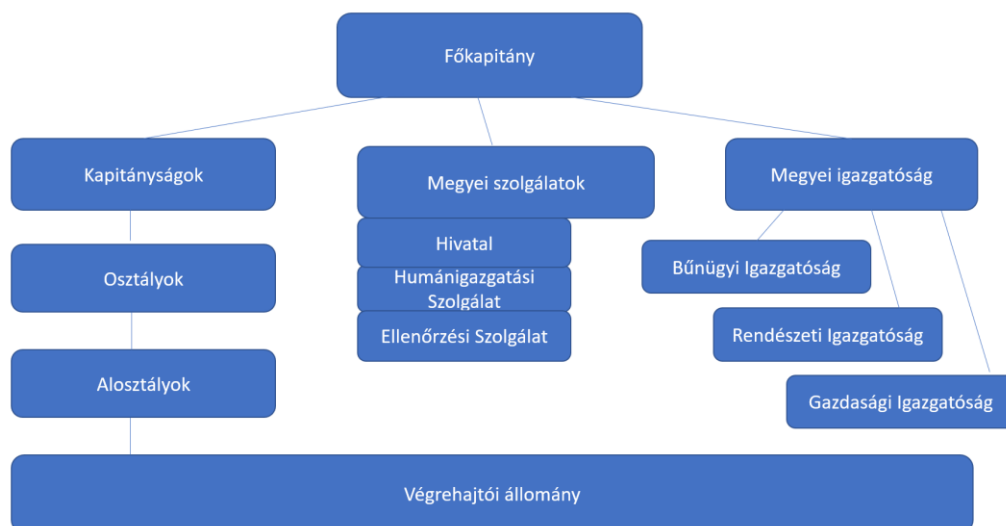 Főkapitány
Kapitányságok
Megyei szolgálatok
Megyei igazgatóság
Hivatal
Bűnügyi Igazgatóság
Osztályok
Humánigazgatási
Szolgálat
Ellenőrzési Szolgálat
Rendészeti Igazgatóság
Alosztályok
Gazdasági Igazgatóság
Végrehajtói állomány